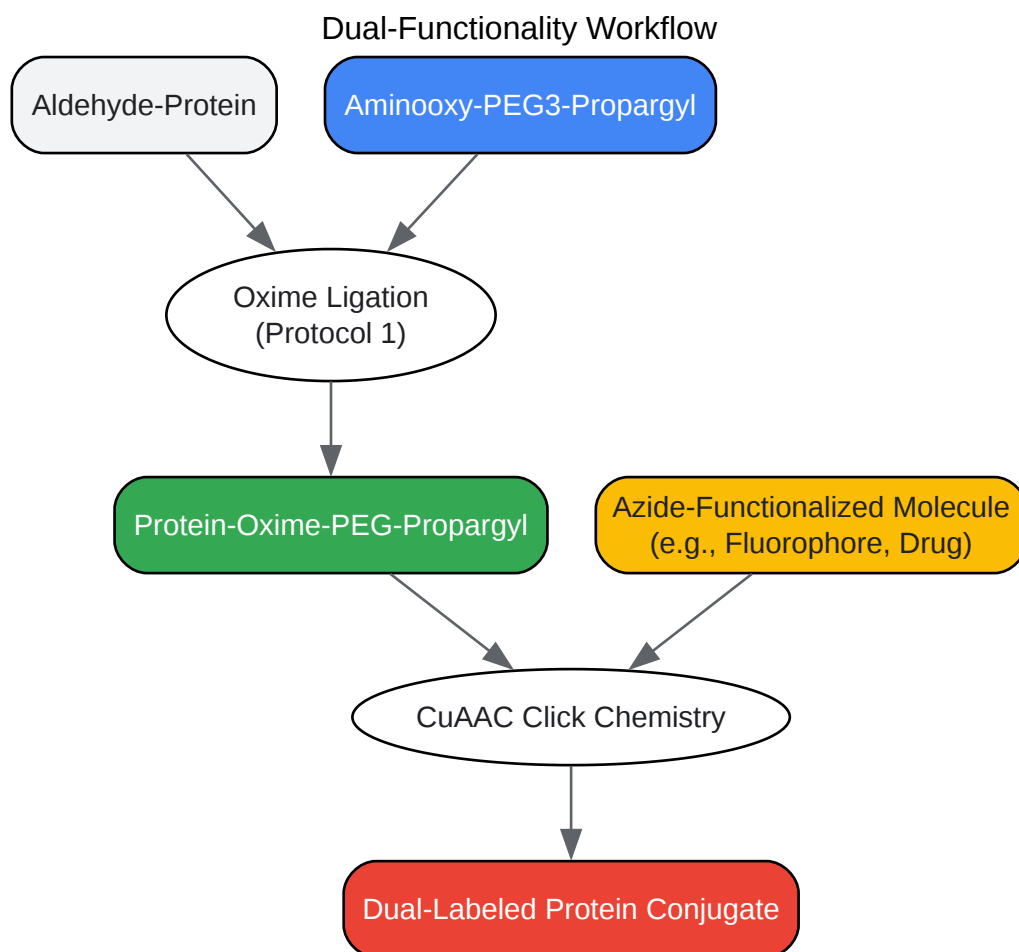 Dual-Functionality Workflow
Aldehyde-Protein
Aminooxy-PEG3-Propargyl
Oxime Ligation
(Protocol 1)
Protein-Oxime-PEG-Propargyl
Azide-Functionalized Molecule
(e.g., Fluorophore, Drug)
CuAAC Click Chemistry
Dual-Labeled Protein Conjugate